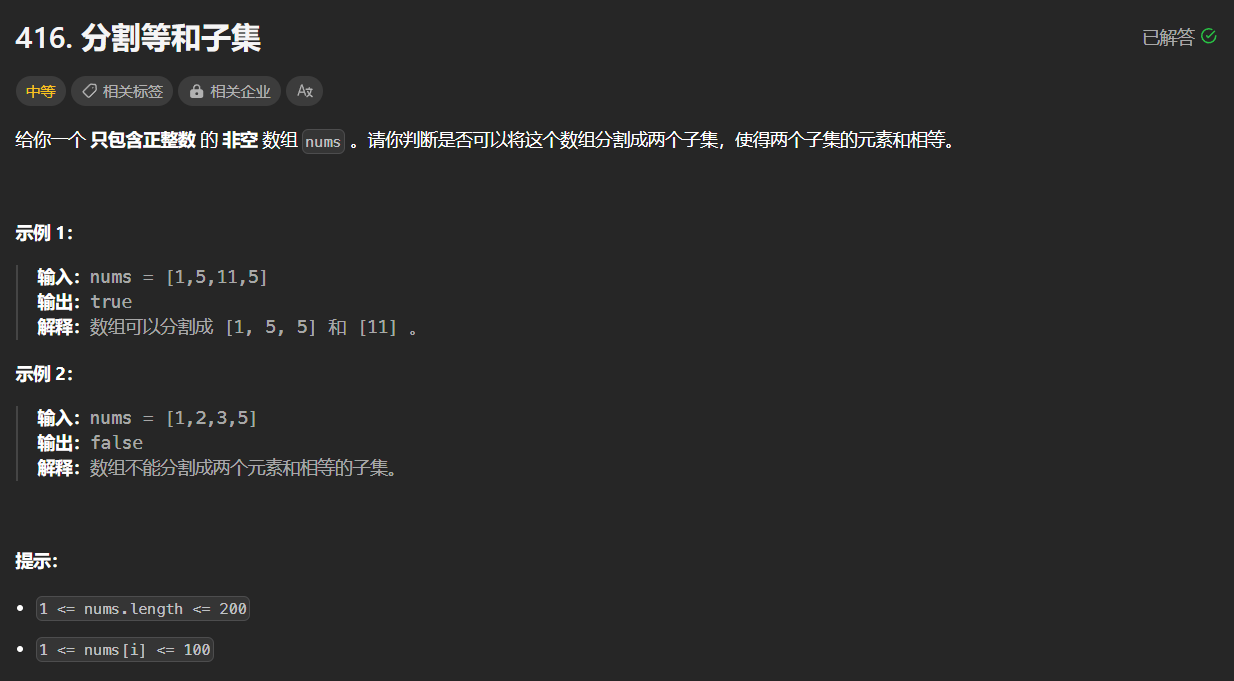 416. 分割等和子集
已解答
中等 相关标签 相关企业
给你一个 只包含正整数 的 非空 数组 nums 。请你判断是否可以将这个数组分割成两个子集，使得两个子集的元素和相等。
示例 1：
输入：nums = [1,5,11,5]
输出：true
解释：数组可以分割成 [1, 5, 5] 和 [11] 。
示例 2：
输入：nums = [1,2,3,5]
输出：false
解释：数组不能分割成两个元素和相等的子集。
提示：
1 <= nums.length <= 200
1 <= nums[i] <= 100